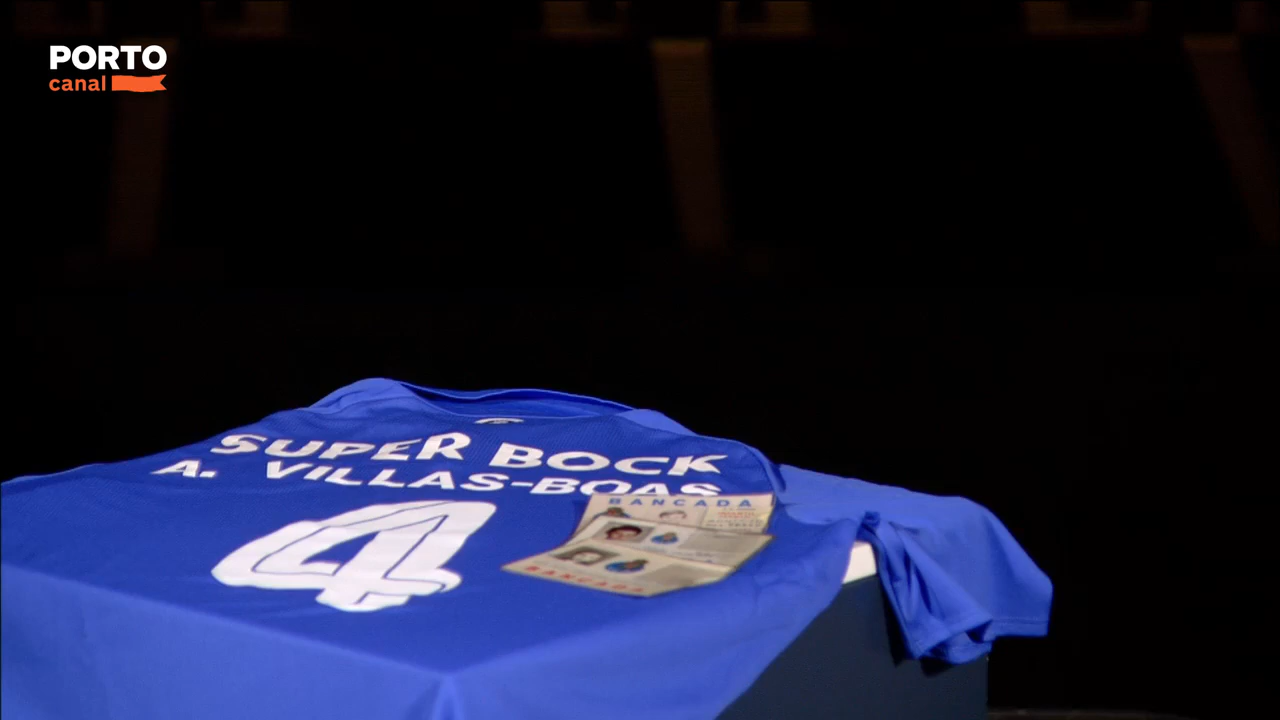 PORTO
canal
SUPER BOCK
A. VILLAS-BOAS
4
BANCADA
BANCADA